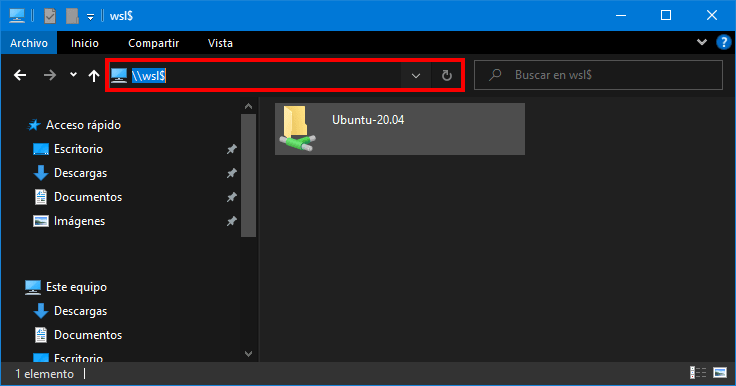 wsl$
Archivo Inicio Compartir Vista
\\wsl$
Buscar en wsl$
Acceso rápido
Escritorio
Descargas
Documentos
Imágenes
Este equipo
Descargas
Documentos
Escritorio
Ubuntu-20.04
1 elemento